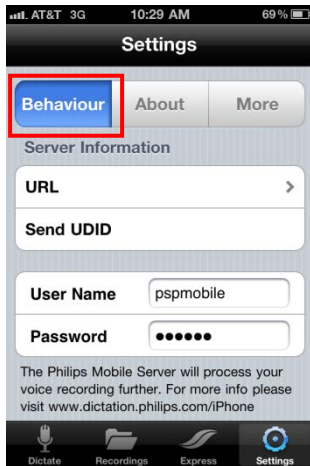 AT&T 3G 10:29 AM 69%
Settings
Behaviour About More
Server Information
URL
Send UDID
User Name pspmobile
Password ●●●●●●
The Philips Mobile Server will process your
voice recording further. For more info please
visit www.dictation.philips.com/iPhone
Dictate Recordings Express Settings